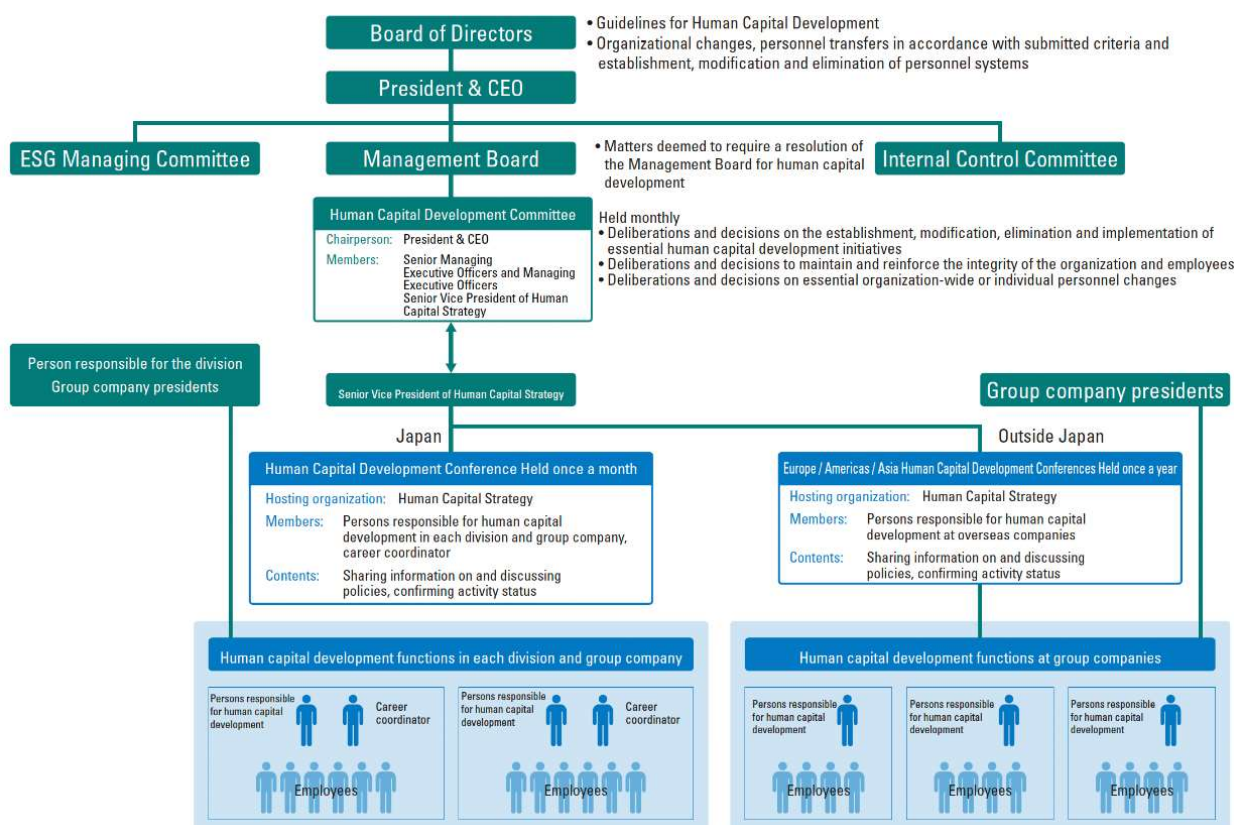 Board of Directors
• Guidelines for Human Capital Development
• Organizational changes, personnel transfers in accordance with submitted criteria and
establishment, modification and elimination of personnel systems
President & CEO
ESG Managing Committee
Management Board
• Matters deemed to require a resolution of
the Management Board for human capital
development
Internal Control Committee
Human Capital Development Committee
Chairperson: President & CEO
Members: Senior Managing
Executive Officers and Managing
Executive Officers
Senior Vice President of Human
Capital Strategy
Held monthly
• Deliberations and decisions on the establishment, modification, elimination and implementation of
essential human capital development initiatives
• Deliberations and decisions to maintain and reinforce the integrity of the organization and employees
• Deliberations and decisions on essential organization-wide or individual personnel changes
Person responsible for the division
Group company presidents
Senior Vice President of Human Capital Strategy
Group company presidents
Japan
Outside Japan
Human Capital Development Conference Held once a month
Hosting organization: Human Capital Strategy
Members: Persons responsible for human capital
development in each division and group company,
career coordinator
Contents: Sharing information on and discussing
policies, confirming activity status
Europe / Americas / Asia Human Capital Development Conferences Held once a year
Hosting organization: Human Capital Strategy
Members: Persons responsible for human capital
development at overseas companies
Contents: Sharing information on and discussing
policies, confirming activity status
Human capital development functions in each division and group company
Persons responsible
for human capital
development
Career
coordinator
Employees
Persons responsible
for human capital
development
Career
coordinator
Employees
Human capital development functions at group companies
Persons responsible
for human capital
development
Employees
Persons responsible
for human capital
development
Employees
Persons responsible
for human capital
development
Employees